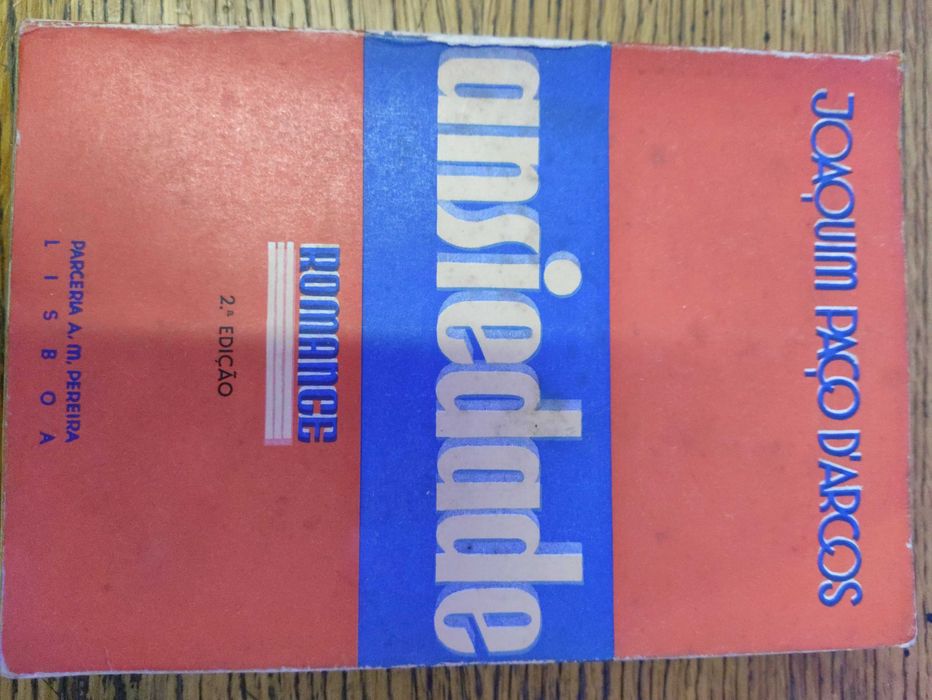 JOAQUIM PAÇO D'ARCOS
ansiedade
ROMANCE
2.ª EDIÇÃO
PARCERIA A. M. PEREIRA
LISBOA